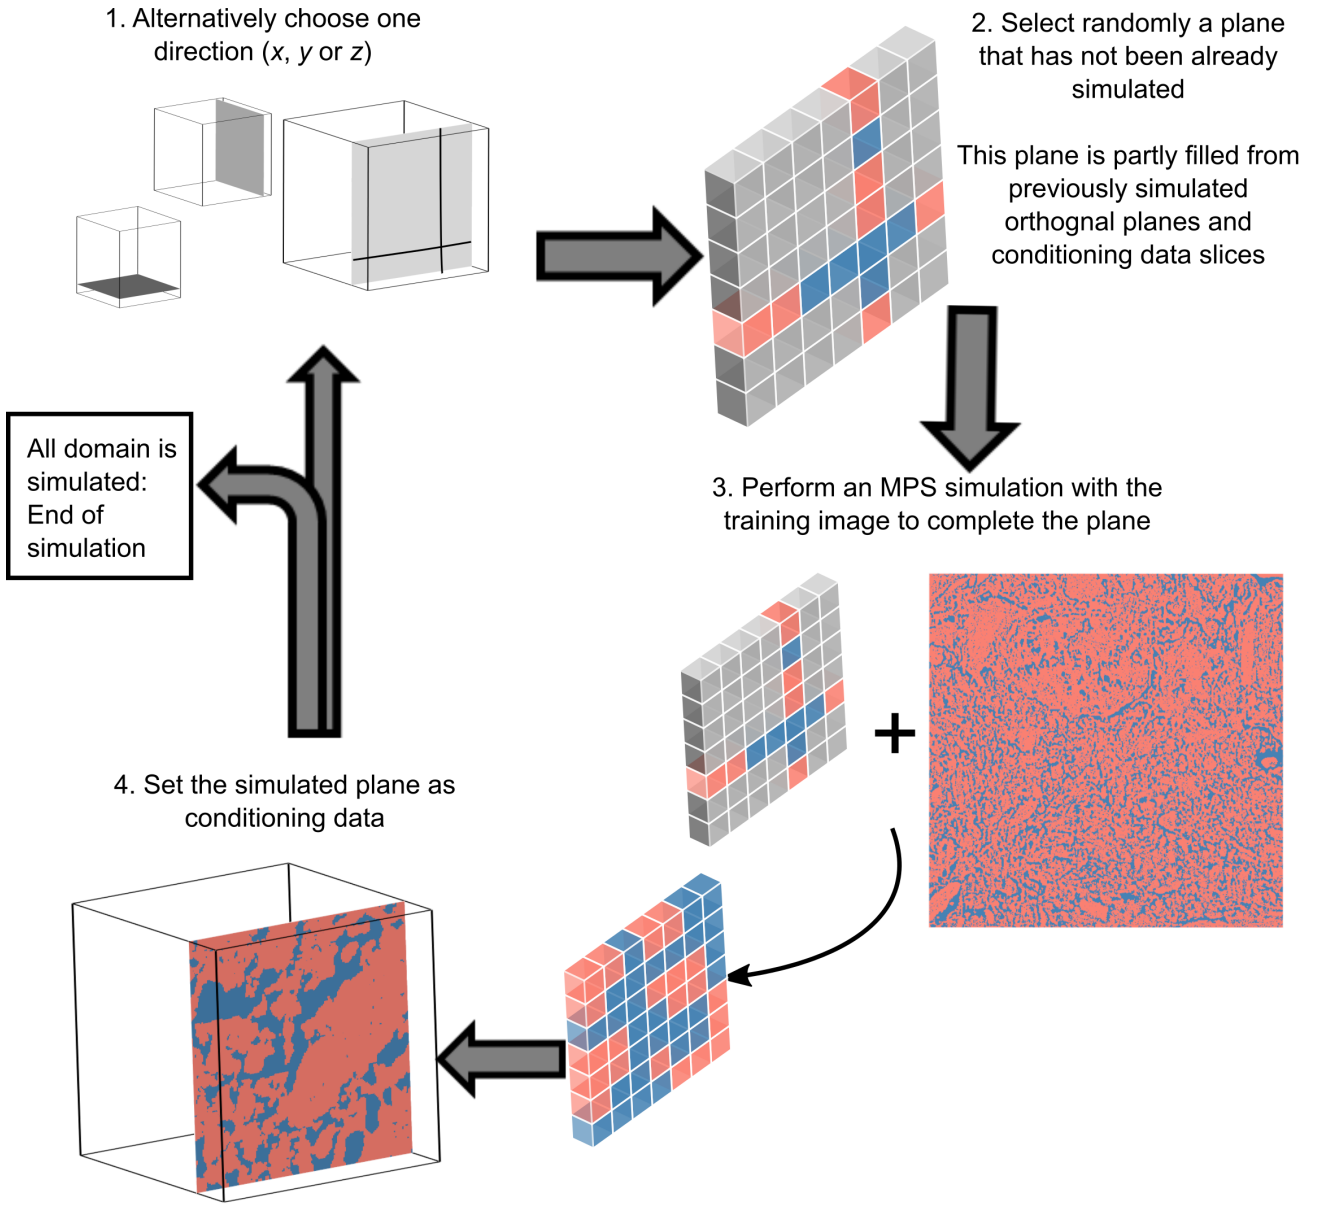 1. Alternatively choose one
direction (x, y or z)
2. Select randomly a plane
that has not been already
simulated
This plane is partly filled from
previously simulated
orthognal planes and
conditioning data slices
3. Perform an MPS simulation with the
training image to complete the plane
+
4. Set the simulated plane as
conditioning data
All domain is
simulated:
End of
simulation